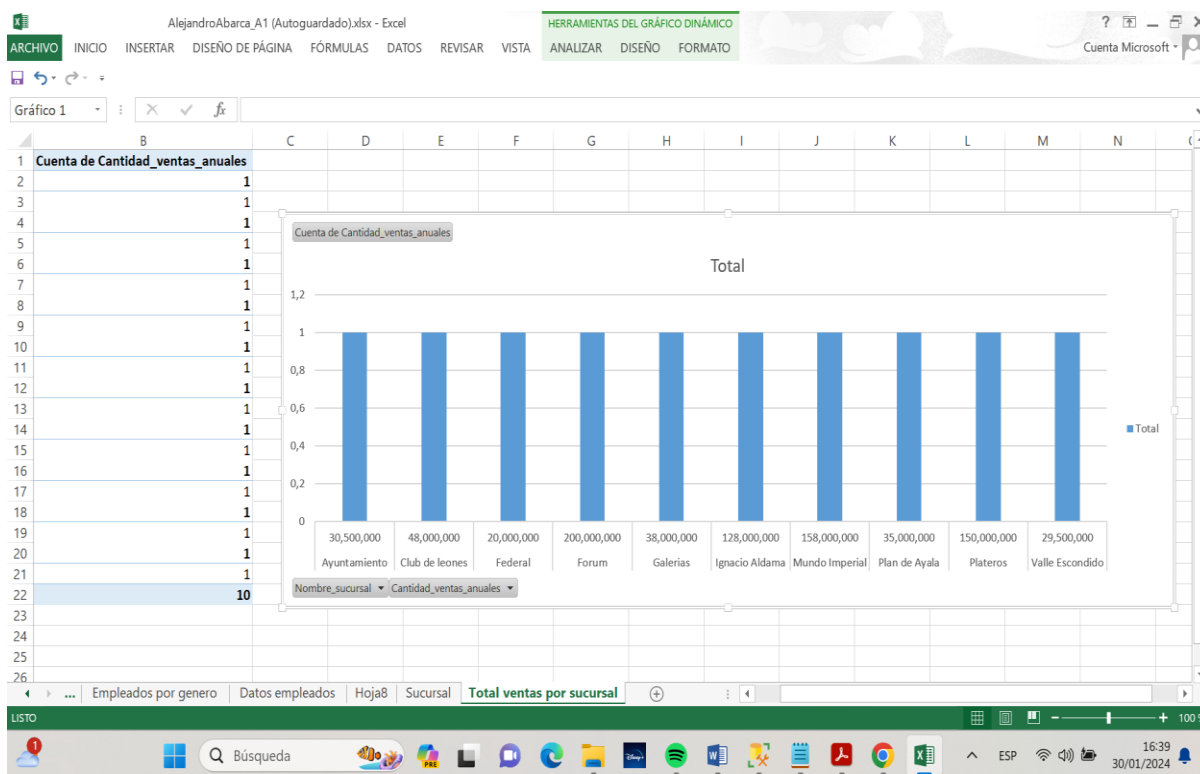 AlejandroAbarca_A1 (Autoguardado).xlsx - Excel
HERRAMIENTAS DEL GRÁFICO DINÁMICO
?
ARCHIVO INICIO INSERTAR DISEÑO DE PÁGINA FÓRMULAS DATOS REVISAR VISTA ANALIZAR DISEÑO FORMATO Cuenta Microsoft
Gráfico 1 fx
B C D E F G H I J K L M N
1 Cuenta de Cantidad_ventas_anuales
2 1
3 1
4 1
5 1
6 1
7 1
8 1
9 1
10 1
11 1
12 1
13 1
14 1
15 1
16 1
17 1
18 1
19 1
20 1
21 1
22 10
23
24
25
26
Cuenta de Cantidad_ventas_anuales
Total
1,2
1
0,8
0,6
0,4
0,2
0
Total
30,500,000 48,000,000 20,000,000 200,000,000 38,000,000 128,000,000 158,000,000 35,000,000 150,000,000 29,500,000
Ayuntamiento Club de leones Federal Forum Galerias Ignacio Aldama Mundo Imperial Plan de Ayala Plateros Valle Escondido
Nombre_sucursal Cantidad_ventas_anuales
... Empleados por genero Datos empleados Hoja8 Sucursal Total ventas por sucursal
LISTO 100
1 Búsqueda PRE Disney+ ESP 16:39
30/01/2024